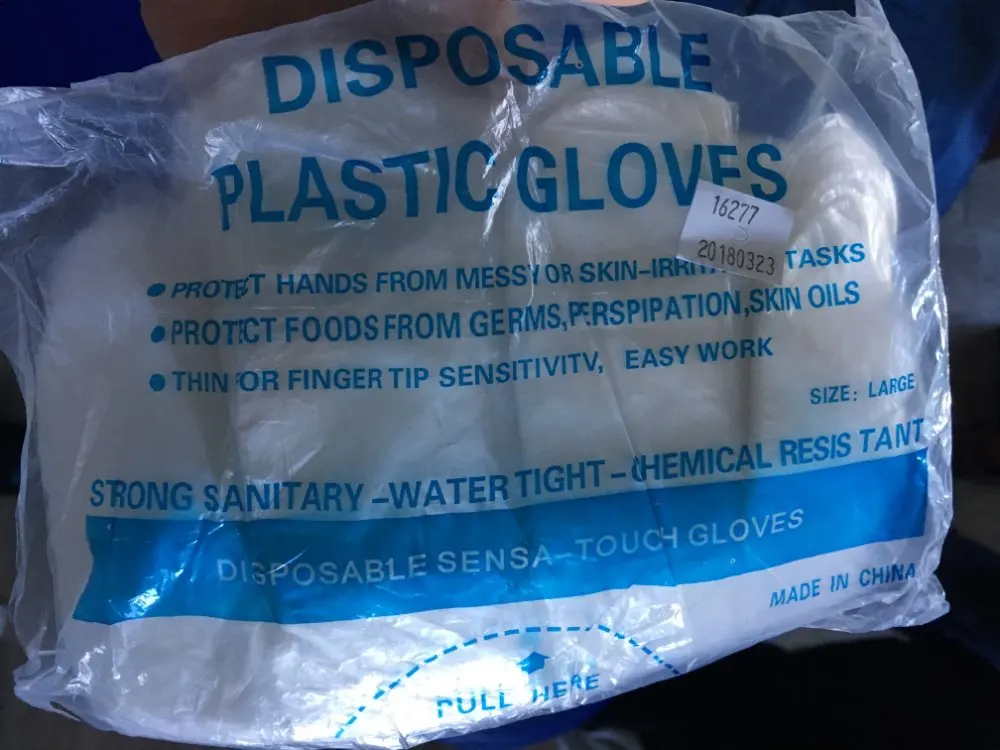 DISPOSABLE
PLASTIC GLOVES
16277
20180323
• PROTECT HANDS FROM MESSY OR SKIN-IRRITA TASKS
• PROTECT FOODS FROM GERMS, PERSPIPATION, SKIN OILS
• THIN FOR FINGER TIP SENSITIVITV, EASY WORK
SIZE: LARGE
STRONG SANITARY-WATER TIGHT-CHEMICAL RESIS TANT
DISPOSABLE SENSA-TOUCH GLOVES
MADE IN CHINA
PULL HERE